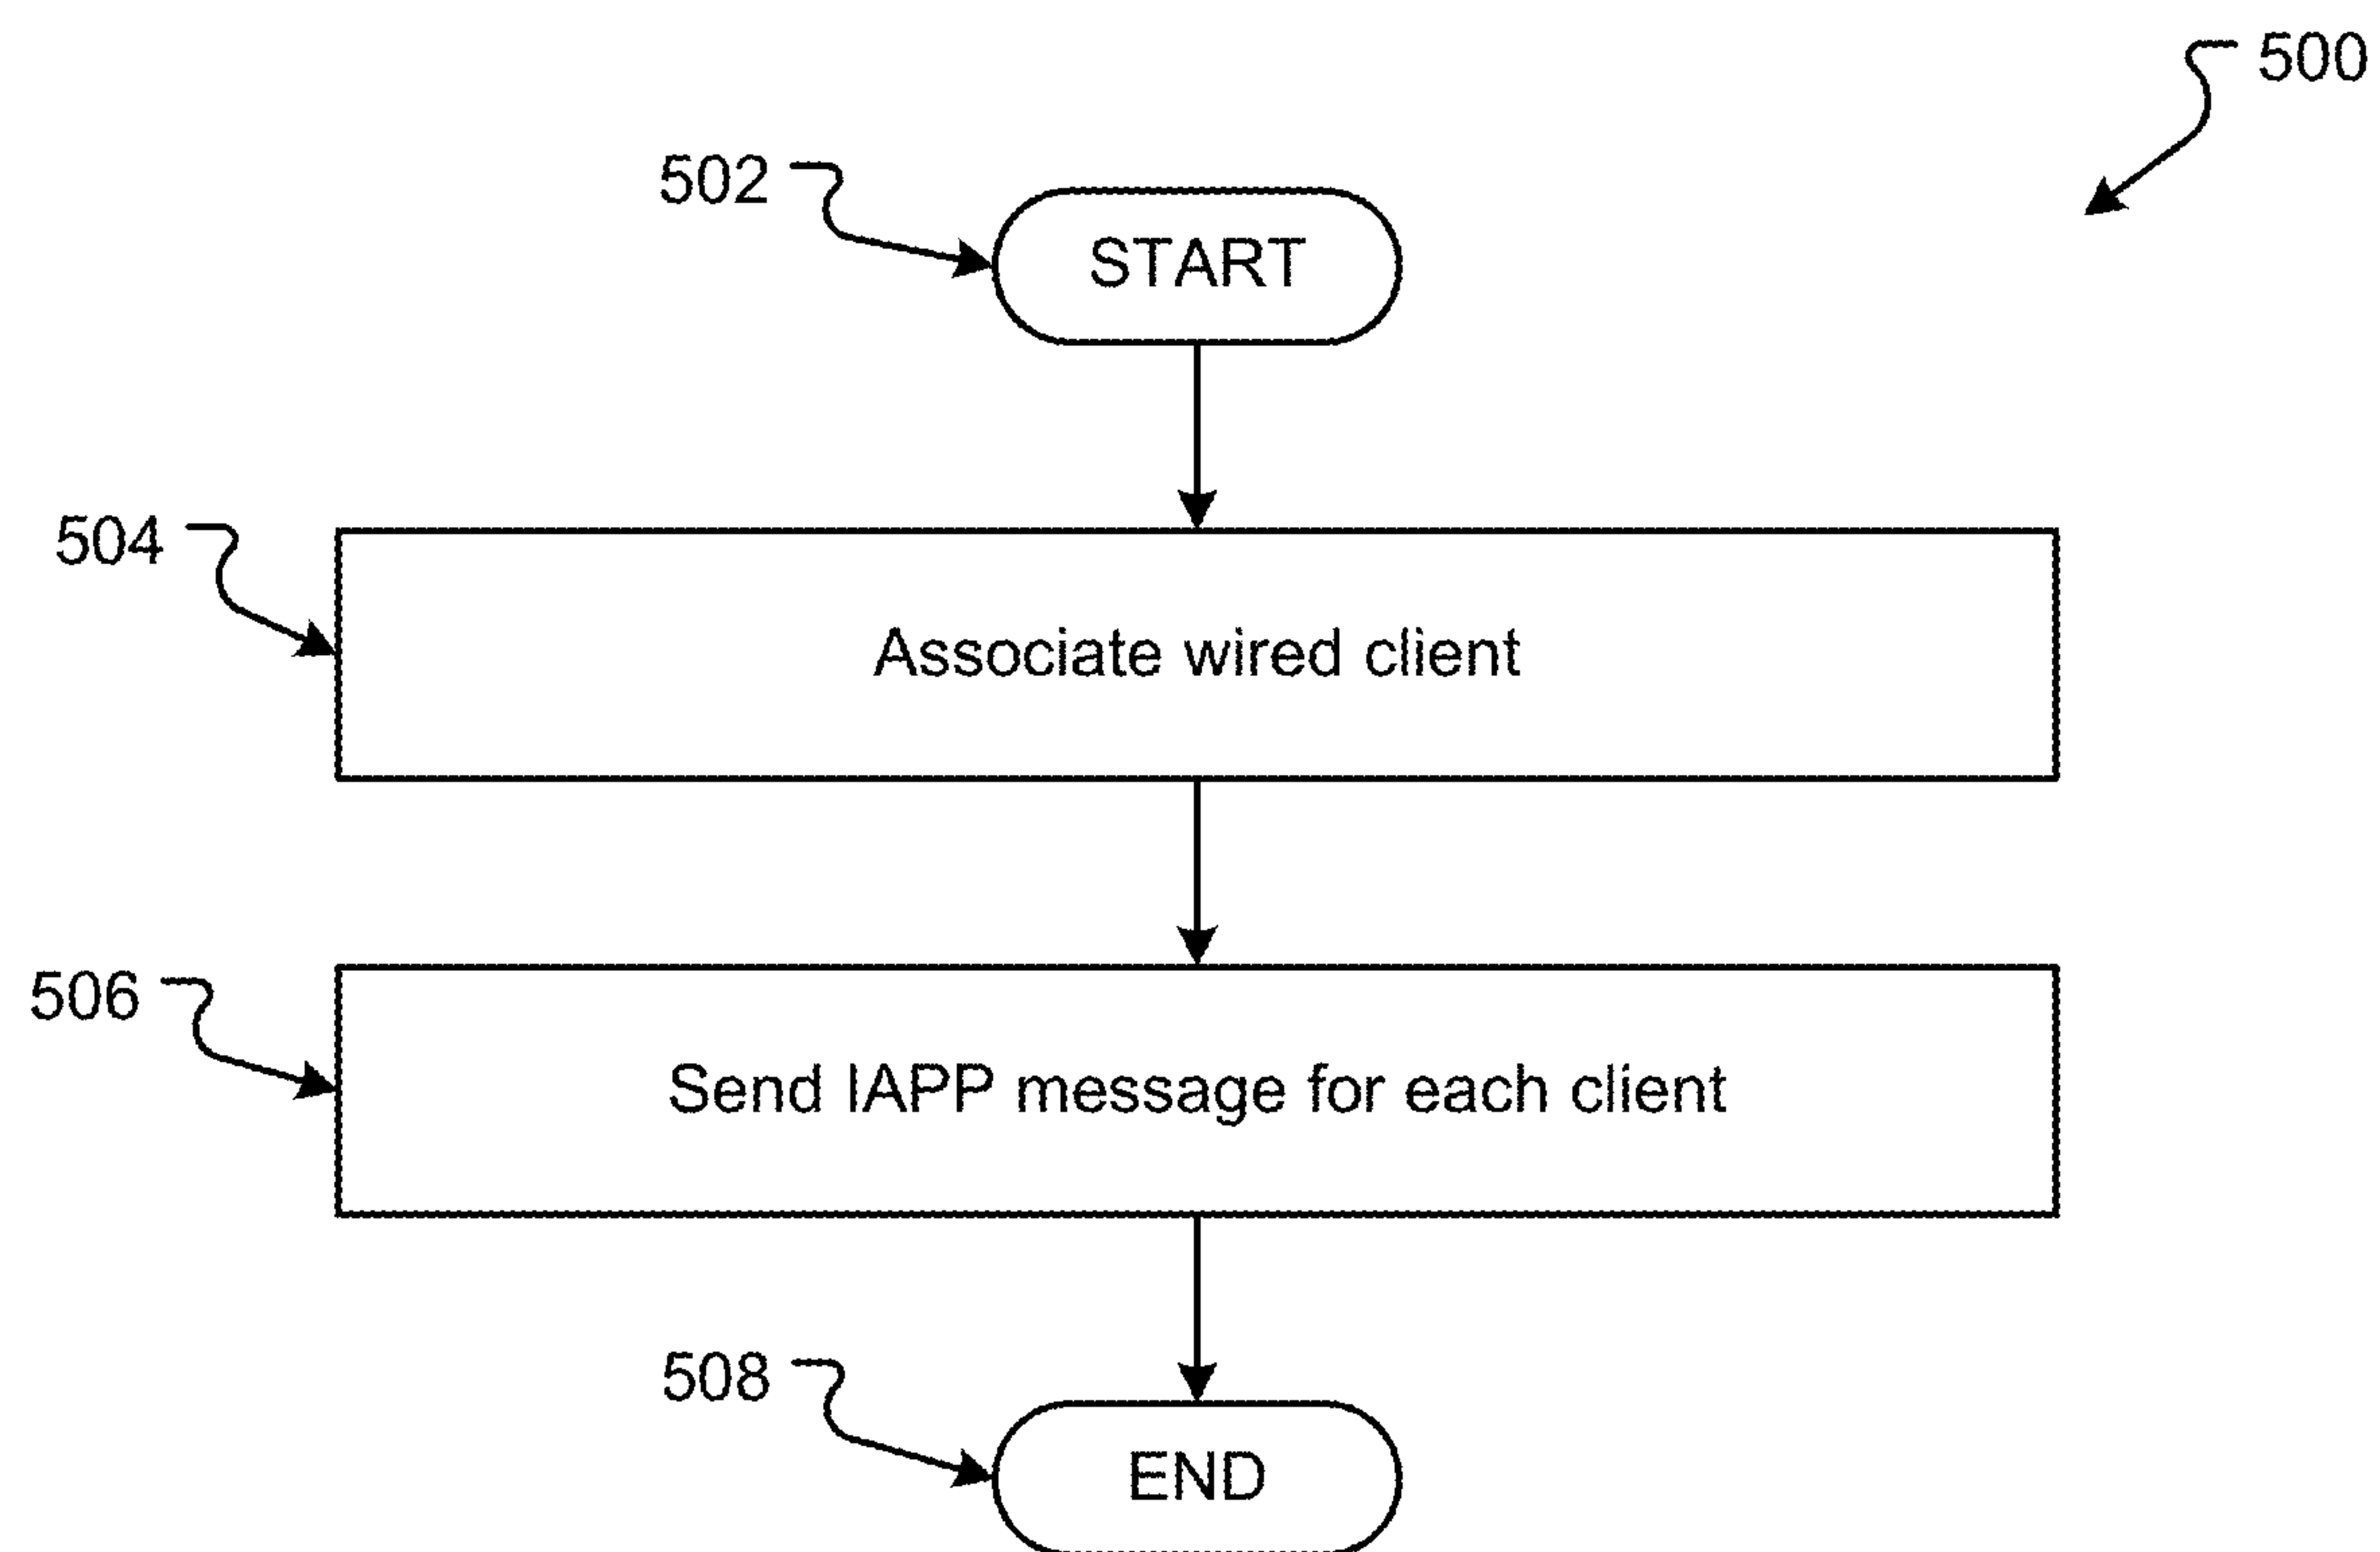 500
502
START
504
Associate wired client
506
Send IAPP message for each client
508
END